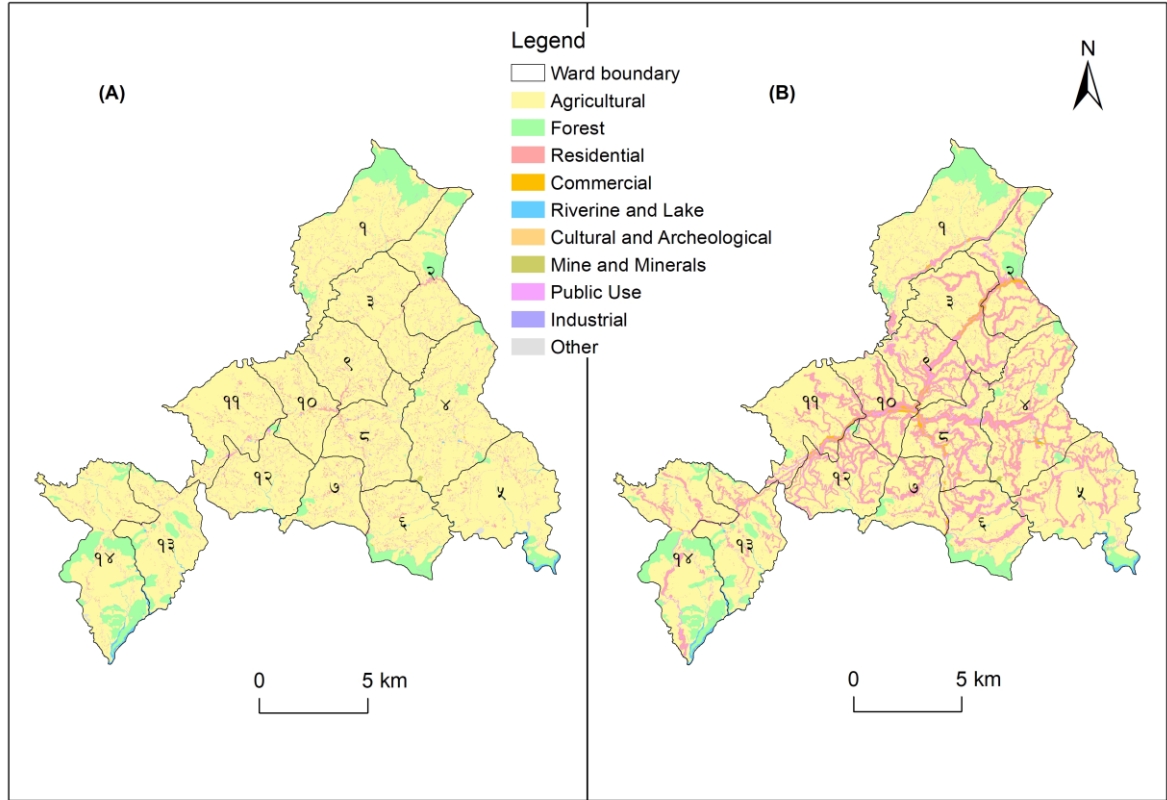 Legend
Ward boundary
(A)
Agricultural
Forest
Residential
Commercial
Riverine and Lake
Cultural and Archeological
Mine and Minerals
Public Use
Industrial
Other
१
२
३
९
११
१०
८
४
१२
७
५
६
१४
१३
0 5 km
N
(B)
१
२
३
९
११
१०
८
४
१२
७
५
६
१४
१३
0 5 km